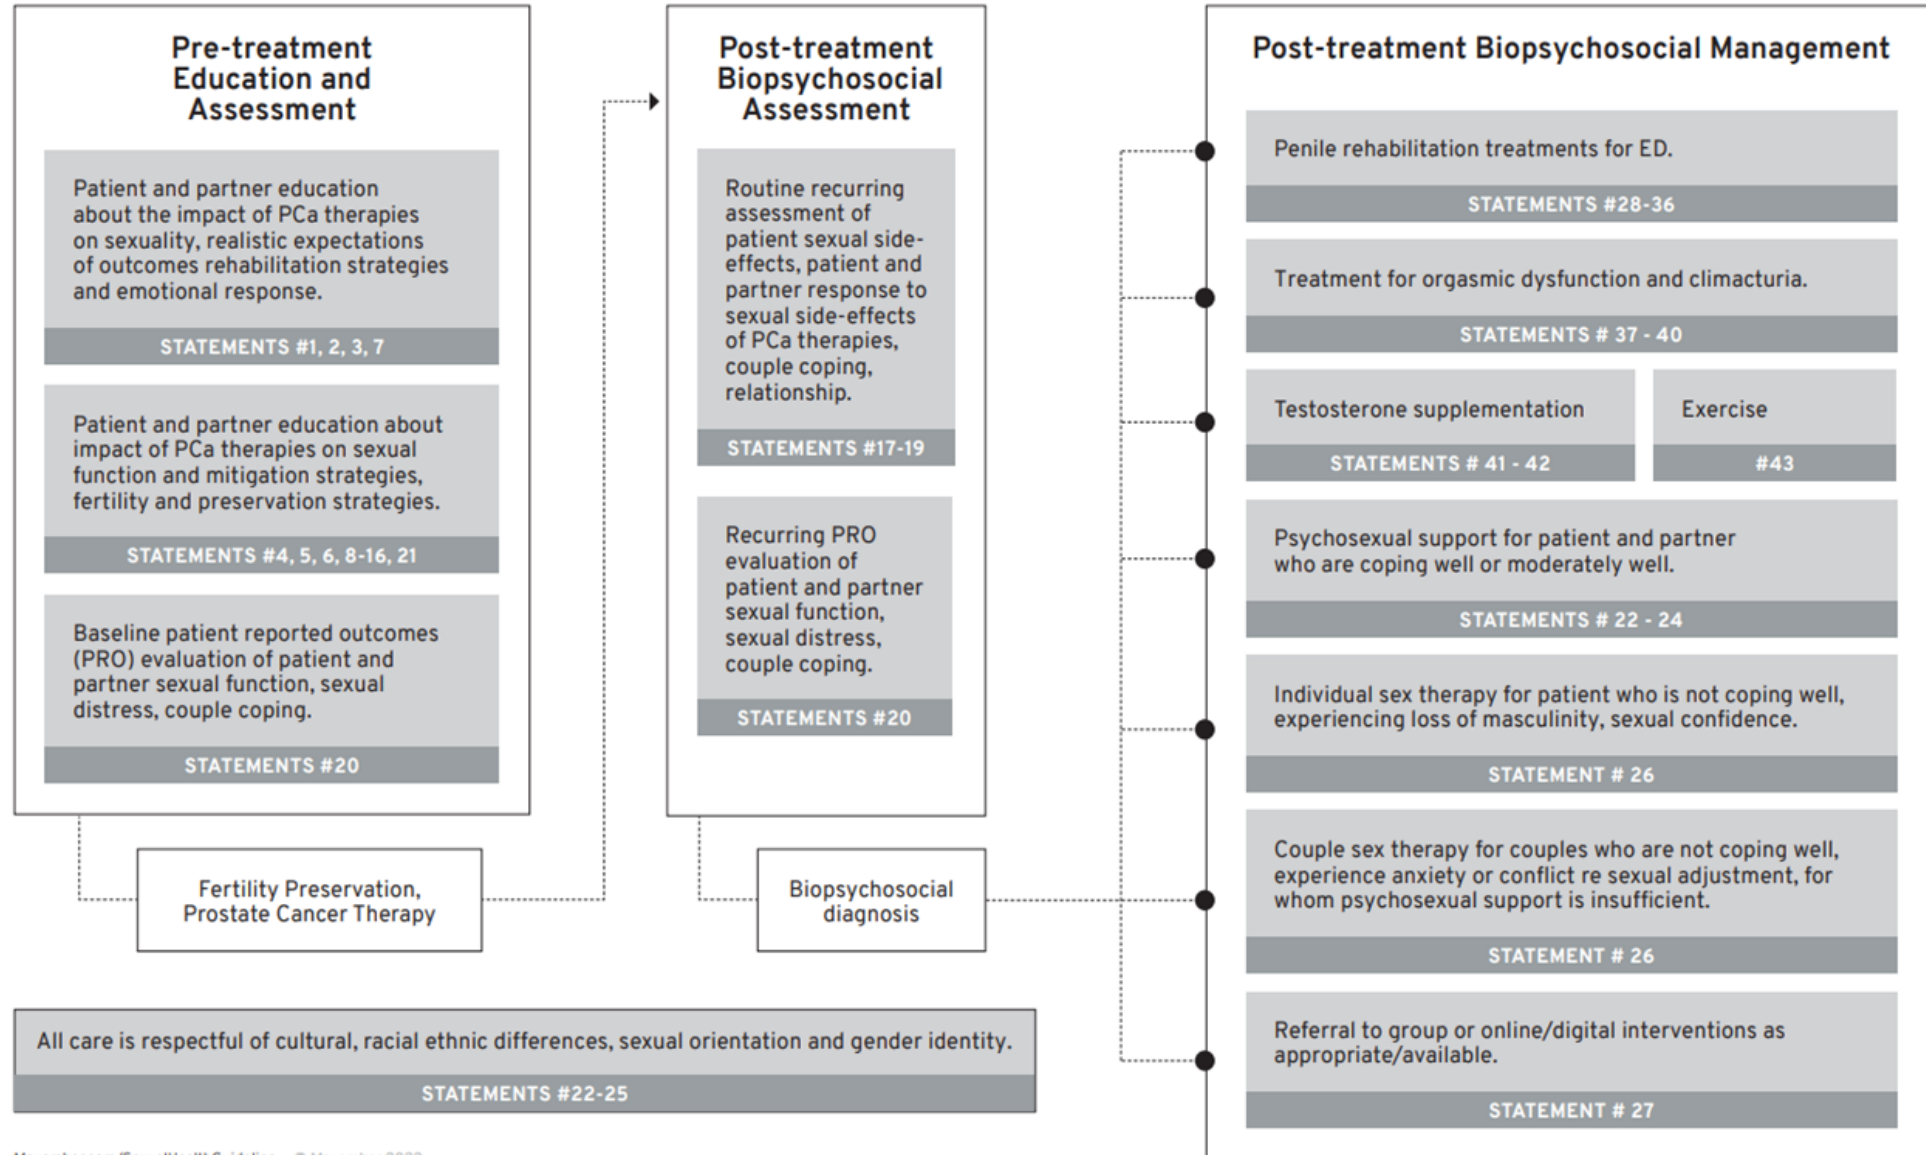 Pre-treatment
Education and
Assessment
Patient and partner education
about the impact of PCa therapies
on sexuality, realistic expectations
of outcomes rehabilitation strategies
and emotional response.
STATEMENTS #1, 2, 3, 7
Patient and partner education about
impact of PCa therapies on sexual
function and mitigation strategies,
fertility and preservation strategies.
STATEMENTS #4, 5, 6, 8-16, 21
Baseline patient reported outcomes
(PRO) evaluation of patient and
partner sexual function, sexual
distress, couple coping.
STATEMENTS #20
Fertility Preservation,
Prostate Cancer Therapy
Post-treatment
Biopsychosocial
Assessment
Routine recurring
assessment of
patient sexual side-
effects, patient and
partner response to
sexual side-effects
of PCa therapies,
couple coping,
relationship.
STATEMENTS #17-19
Recurring PRO
evaluation of
patient and partner
sexual function,
sexual distress,
couple coping.
STATEMENTS #20
Biopsychosocial
diagnosis
Post-treatment Biopsychosocial Management
Penile rehabilitation treatments for ED.
STATEMENTS #28-36
Treatment for orgasmic dysfunction and climacturia.
STATEMENTS # 37 - 40
Testosterone supplementation
STATEMENTS # 41 - 42
Exercise
#43
Psychosexual support for patient and partner
who are coping well or moderately well.
STATEMENTS # 22 - 24
Individual sex therapy for patient who is not coping well,
experiencing loss of masculinity, sexual confidence.
STATEMENT # 26
Couple sex therapy for couples who are not coping well,
experience anxiety or conflict re sexual adjustment, for
whom psychosexual support is insufficient.
STATEMENT # 26
Referral to group or online/digital interventions as
appropriate/available.
STATEMENT # 27
All care is respectful of cultural, racial ethnic differences, sexual orientation and gender identity.
STATEMENTS #22-25